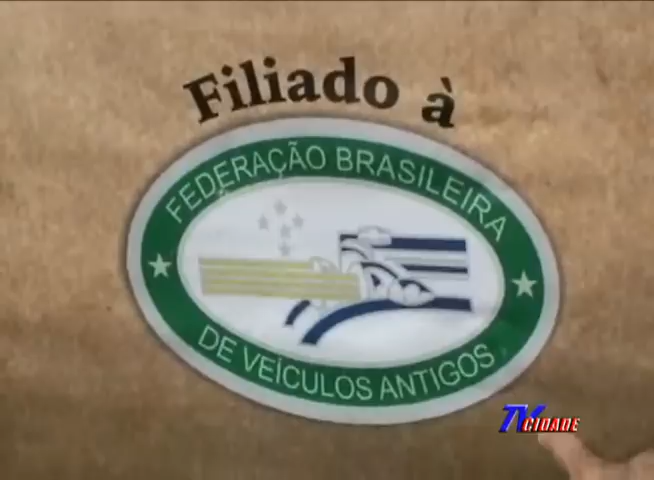 Filiado à
FEDERAÇÃO BRASILEIRA
DE VEÍCULOS ANTIGOS
TV CIDADE